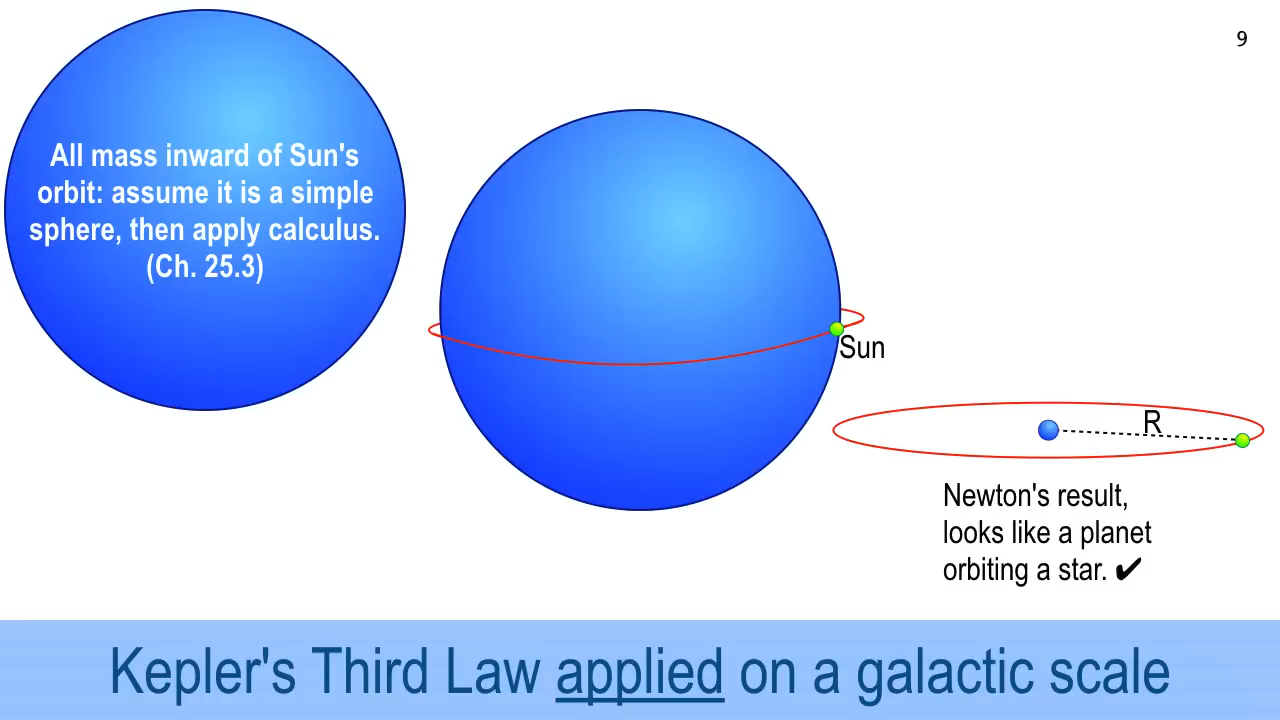 9
All mass inward of Sun's
orbit: assume it is a simple
sphere, then apply calculus.
(Ch. 25.3)
Sun
R
Newton's result,
looks like a planet
orbiting a star. ✔
Kepler's Third Law applied on a galactic scale